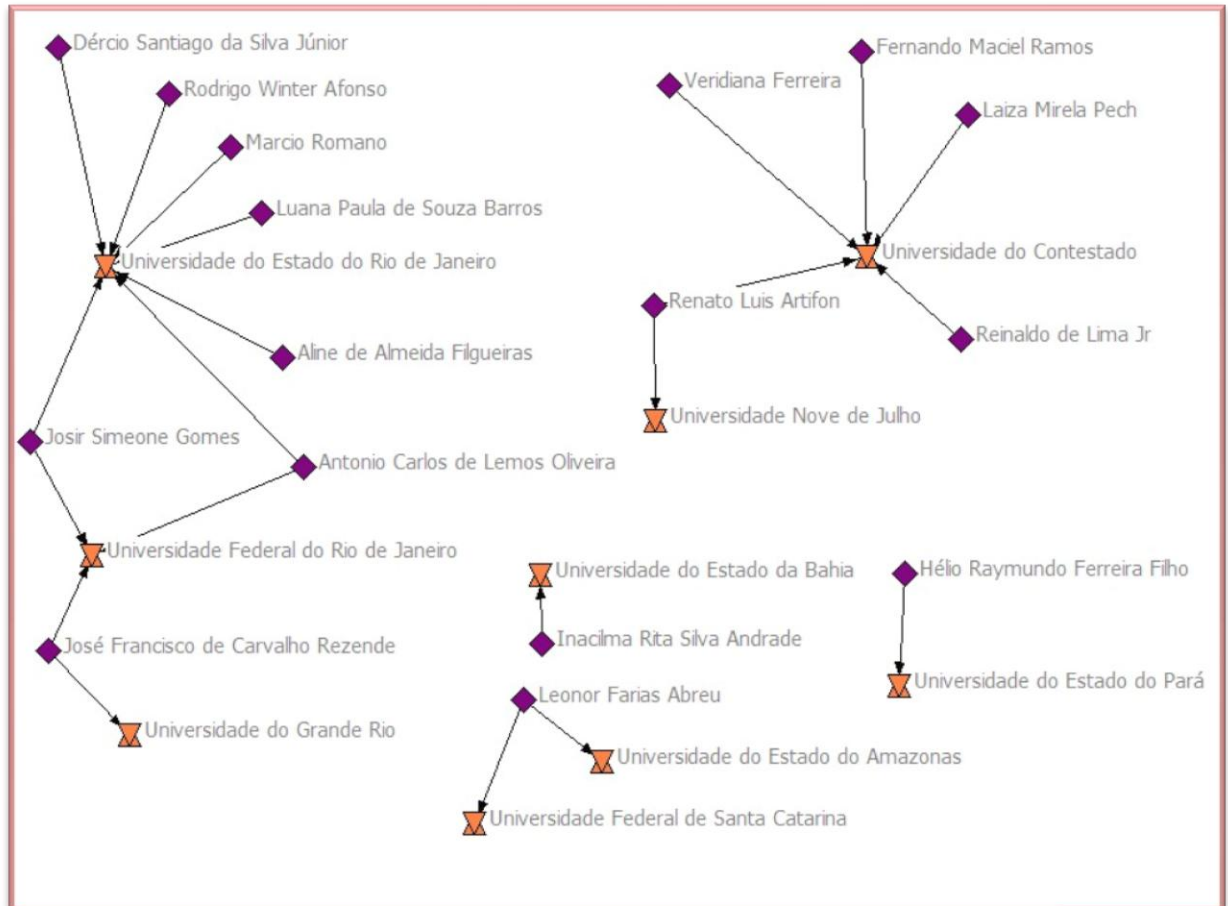 Dércio Santiago da Silva Júnior
Rodrigo Winter Afonso
Marcio Romano
Luana Paula de Souza Barros
Universidade do Estado do Rio de Janeiro
Aline de Almeida Filgueiras
Josir Simeone Gomes
Antonio Carlos de Lemos Oliveira
Universidade Federal do Rio de Janeiro
José Francisco de Carvalho Rezende
Universidade do Grande Rio
Fernando Maciel Ramos
Veridiana Ferreira
Laiza Mirela Pech
Universidade do Contestado
Renato Luis Artifon
Reinaldo de Lima Jr
Universidade Nove de Julho
Universidade do Estado da Bahia
Inacilma Rita Silva Andrade
Hélio Raymundo Ferreira Filho
Universidade do Estado do Pará
Leonor Farias Abreu
Universidade do Estado do Amazonas
Universidade Federal de Santa Catarina